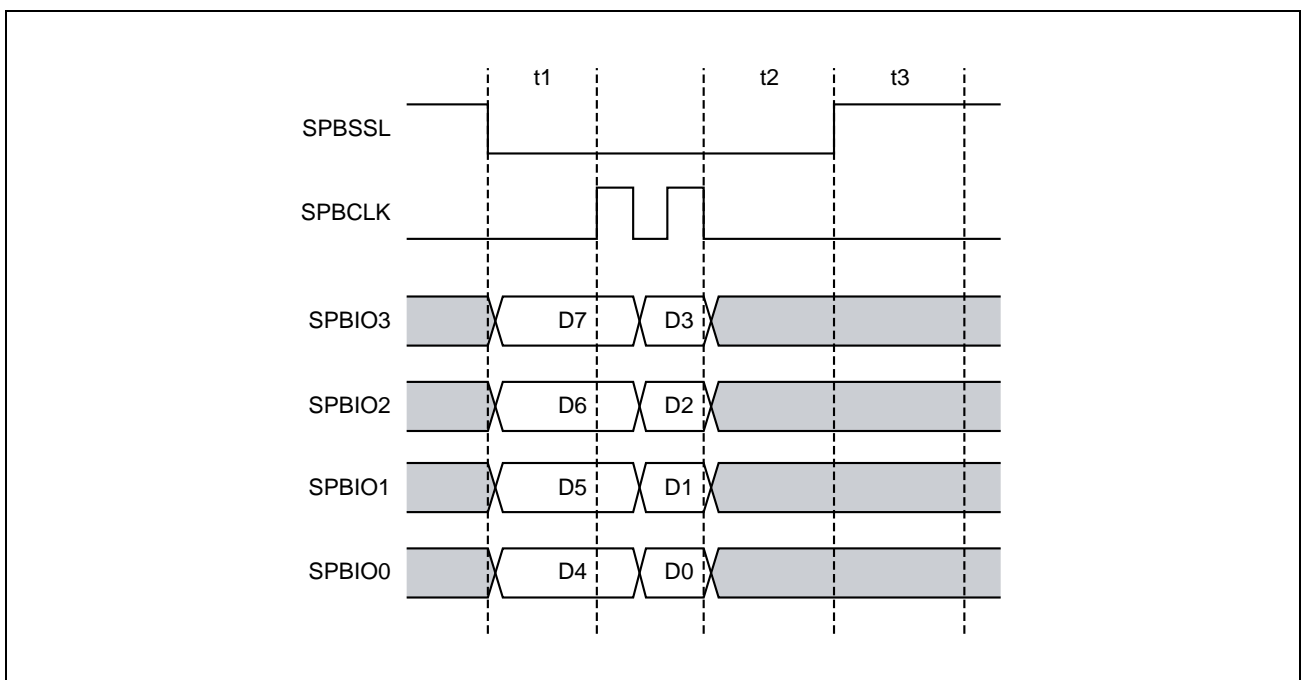 t1 t2 t3
SPBSSL
SPBCLK
SPBIO3 D7 D3
SPBIO2 D6 D2
SPBIO1 D5 D1
SPBIO0 D4 D0